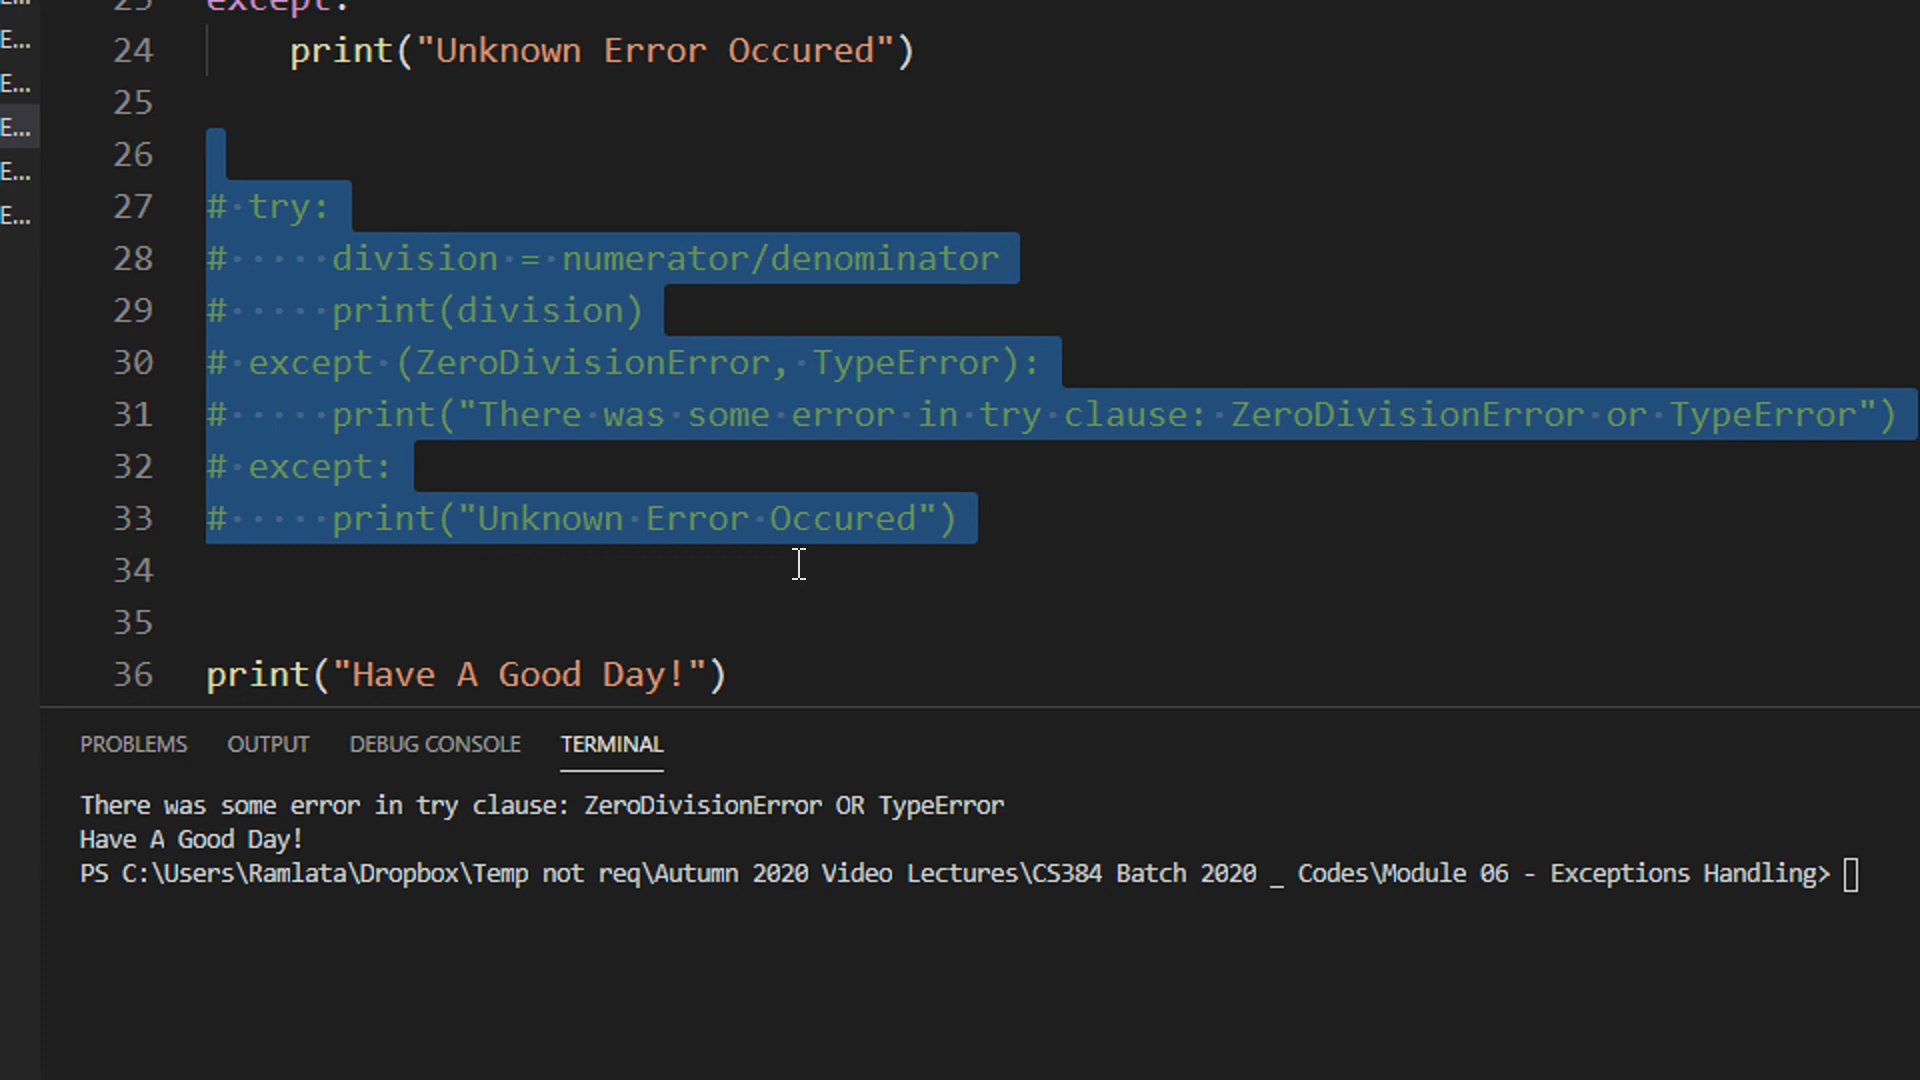 E...
E...
E...
E...
E...
23 except:
24 print("Unknown Error Occured")
25
26
27 # try:
28 #     division = numerator/denominator
29 #     print(division)
30 # except (ZeroDivisionError, TypeError):
31 #     print("There was some error in try clause: ZeroDivisionError or TypeError")
32 # except:
33 #     print("Unknown Error Occured")
34
35
36 print("Have A Good Day!")
PROBLEMS OUTPUT DEBUG CONSOLE TERMINAL
There was some error in try clause: ZeroDivisionError OR TypeError
Have A Good Day!
PS C:\Users\Ramlata\Dropbox\Temp not req\Autumn 2020 Video Lectures\CS384 Batch 2020 _ Codes\Module 06 - Exceptions Handling>